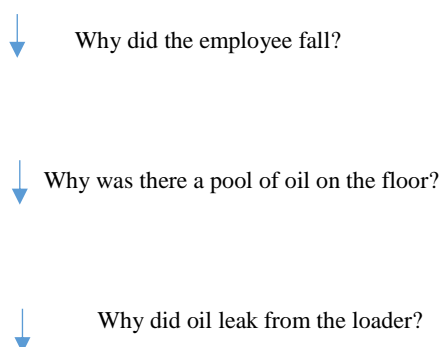 Why did the employee fall?
Why was there a pool of oil on the floor?
Why did oil leak from the loader?